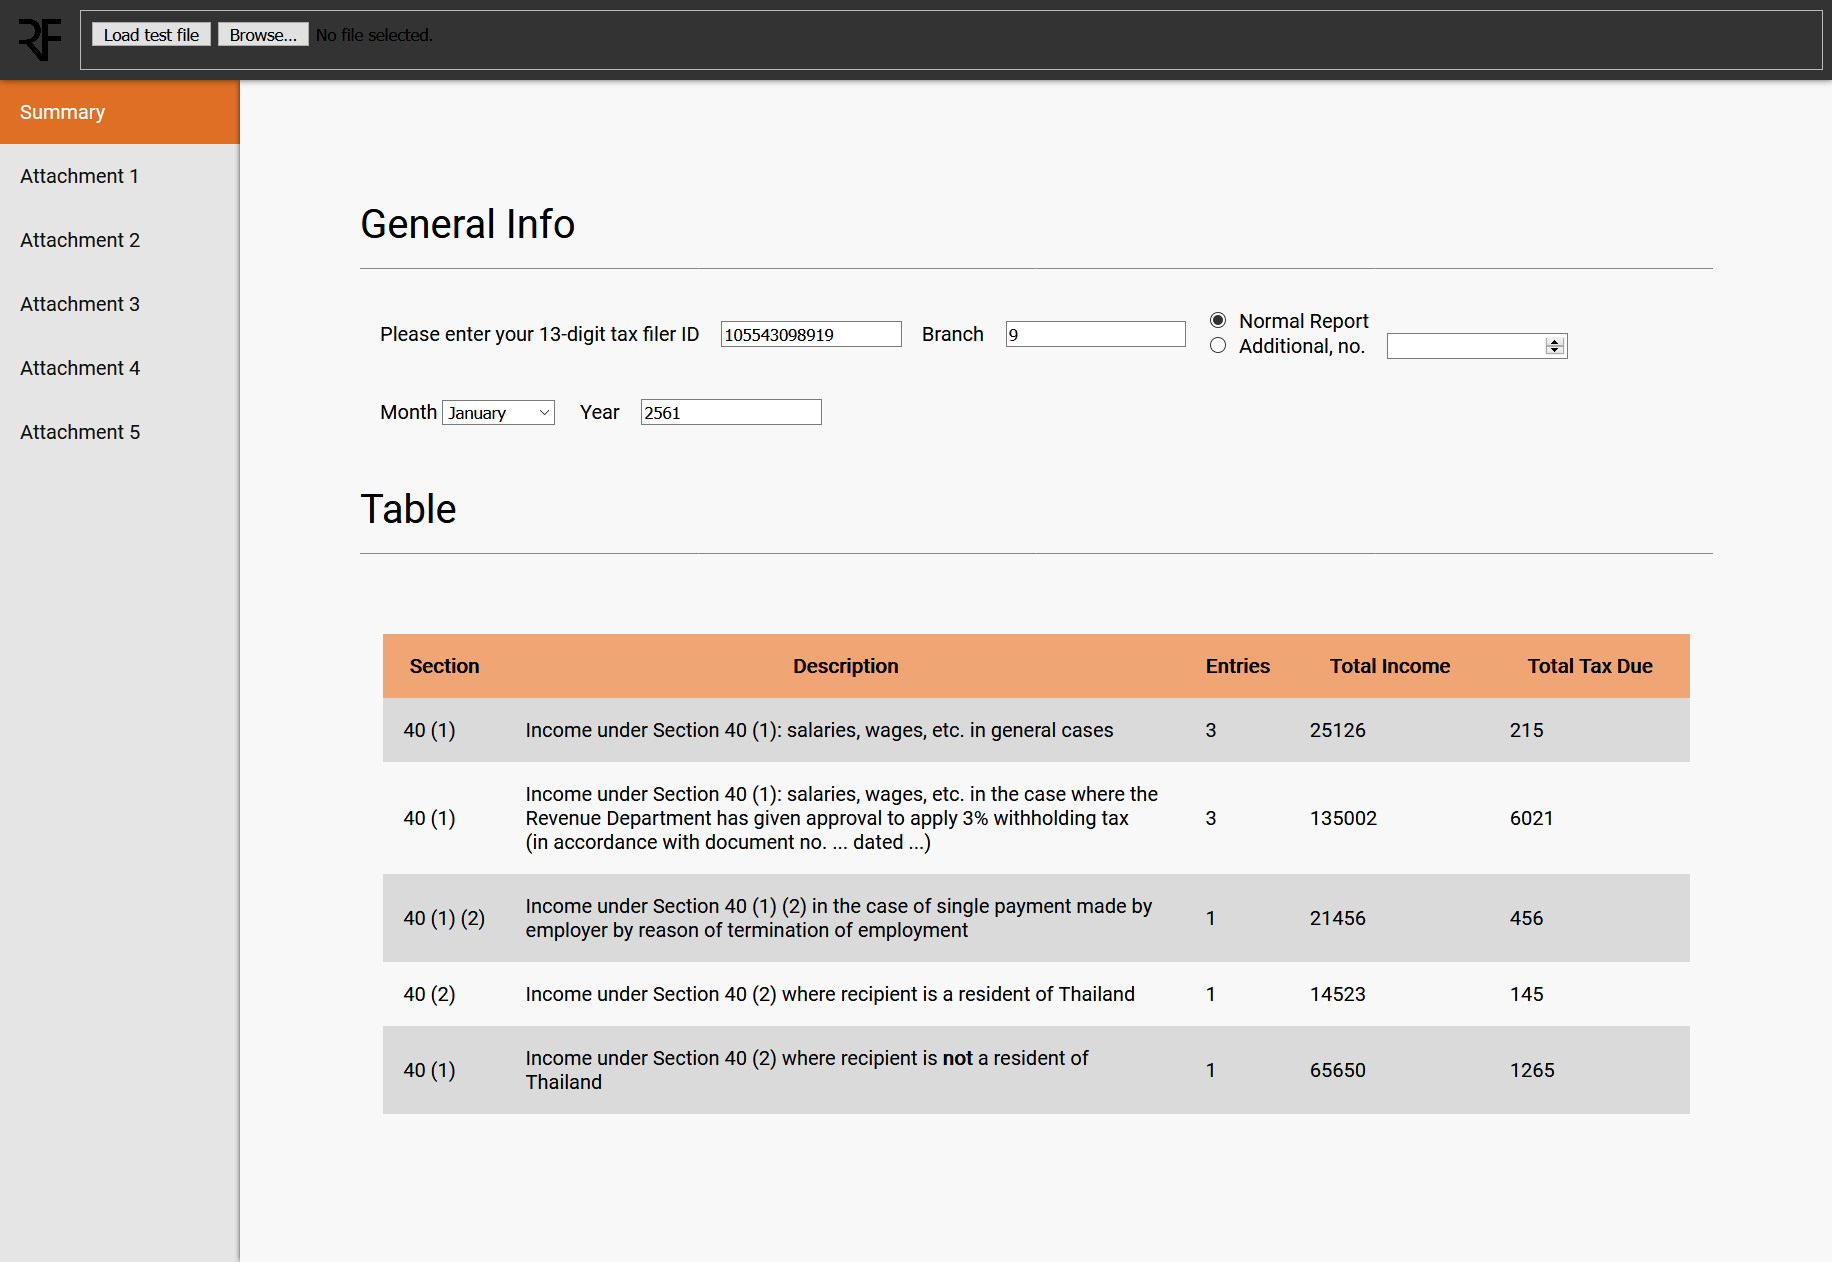 RF
Load test file Browse... No file selected.
Summary
Attachment 1
Attachment 2
Attachment 3
Attachment 4
Attachment 5
General Info
Please enter your 13-digit tax filer ID 105543098919 Branch 9 Normal Report
Additional, no.
Month January Year 2561
Table
Section Description Entries Total Income Total Tax Due
40 (1) Income under Section 40 (1): salaries, wages, etc. in general cases 3 25126 215
Income under Section 40 (1): salaries, wages, etc. in the case where the
40 (1) Revenue Department has given approval to apply 3% withholding tax 3 135002 6021
(in accordance with document no. ... dated ...)
40 (1) (2) Income under Section 40 (1) (2) in the case of single payment made by
employer by reason of termination of employment 1 21456 456
40 (2) Income under Section 40 (2) where recipient is a resident of Thailand 1 14523 145
40 (1) Income under Section 40 (2) where recipient is not a resident of
Thailand 1 65650 1265